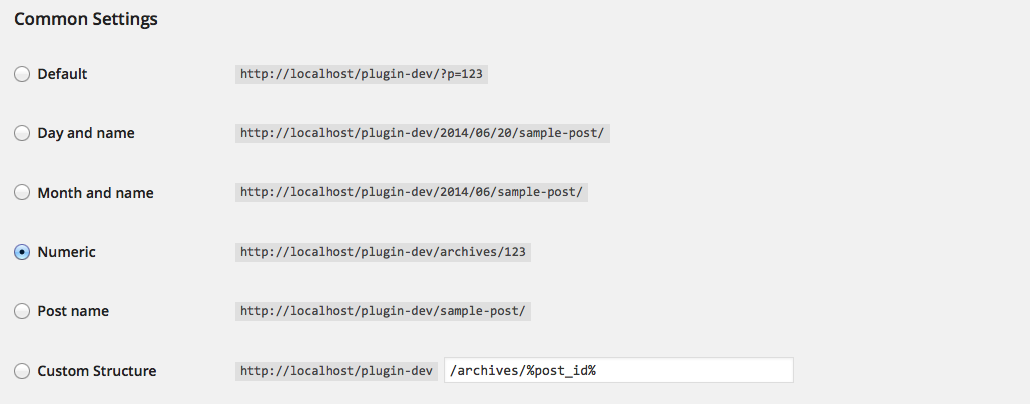 Common Settings
Default http://localhost/plugin-dev/?p=123
Day and name http://localhost/plugin-dev/2014/06/20/sample-post/
Month and name http://localhost/plugin-dev/2014/06/sample-post/
Numeric http://localhost/plugin-dev/archives/123
Post name http://localhost/plugin-dev/sample-post/
Custom Structure http://localhost/plugin-dev /archives/%post_id%